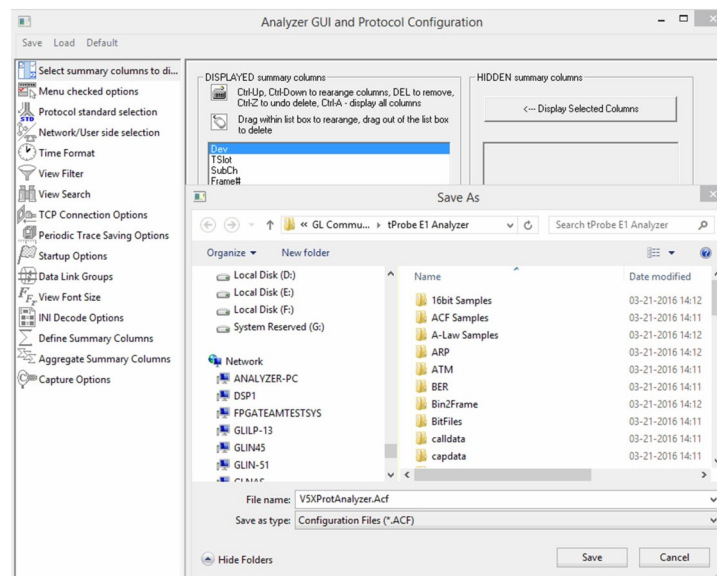 Analyzer GUI and Protocol Configuration
Save Load Default
Select summary columns to di...
Menu checked options
STD
Protocol standard selection
Network/User side selection
Time Format
View Filter
View Search
TCP Connection Options
Periodic Trace Saving Options
Startup Options
Data Link Groups
View Font Size
INI Decode Options
Define Summary Columns
Aggregate Summary Columns
Capture Options
DISPLAYED summary columns
Ctrl-Up, Ctrl-Down to rearange columns, DEL to remove,
Ctrl-Z to undo delete, Ctrl-A - display all columns
Drag within list box to rearrange, drag out of the list box
to delete
Dev
TSlot
SubCh
Frame#
HIDDEN summary columns
<--- Display Selected Columns
Save As
« GL Commu... tProbe E1 Analyzer
Search tProbe E1 Analyzer
Organize New folder
Local Disk (D:)
Local Disk (E:)
Local Disk (F:)
System Reserved (G:)
Network
ANALYZER-PC
DSP1
FPGATEAMTESTSYS
GLILP-13
GLIN45
GLIN-51
GLNAS
Name Date modified
16bit Samples 03-21-2016 14:12
ACF Samples 03-21-2016 14:11
A-Law Samples 03-21-2016 14:12
ARP 03-21-2016 14:12
ATM 03-21-2016 14:11
BER 03-21-2016 14:11
Bin2Frame 03-21-2016 14:12
BitFiles 03-21-2016 14:11
calldata 03-21-2016 14:11
capdata 03-21-2016 14:11
File name: V5XProtAnalyzer.Acf
Save as type: Configuration Files (*.ACF)
Hide Folders
Save Cancel